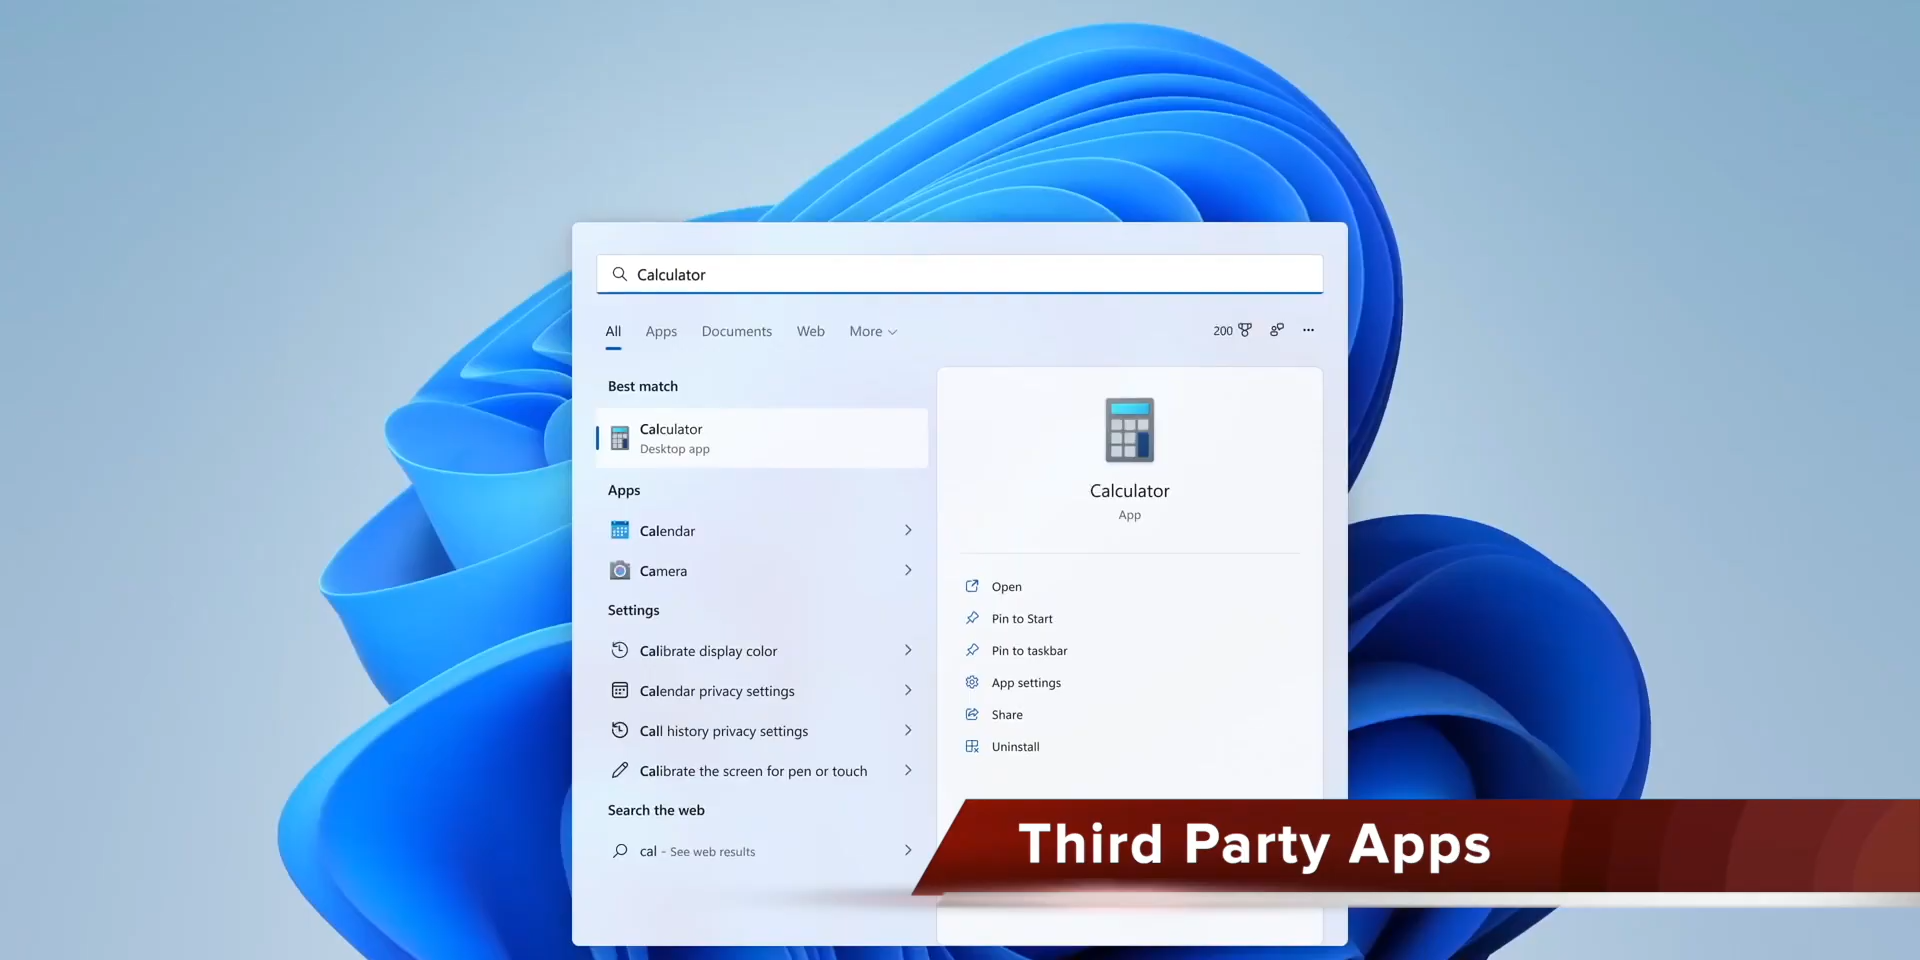 Calculator
All Apps Documents Web More
200
Best match
Calculator
Desktop app
Apps
Calendar
Camera
Settings
Calibrate display color
Calendar privacy settings
Call history privacy settings
Calibrate the screen for pen or touch
Search the web
cal - See web results
Calculator
App
Open
Pin to Start
Pin to taskbar
App settings
Share
Uninstall
Third Party Apps